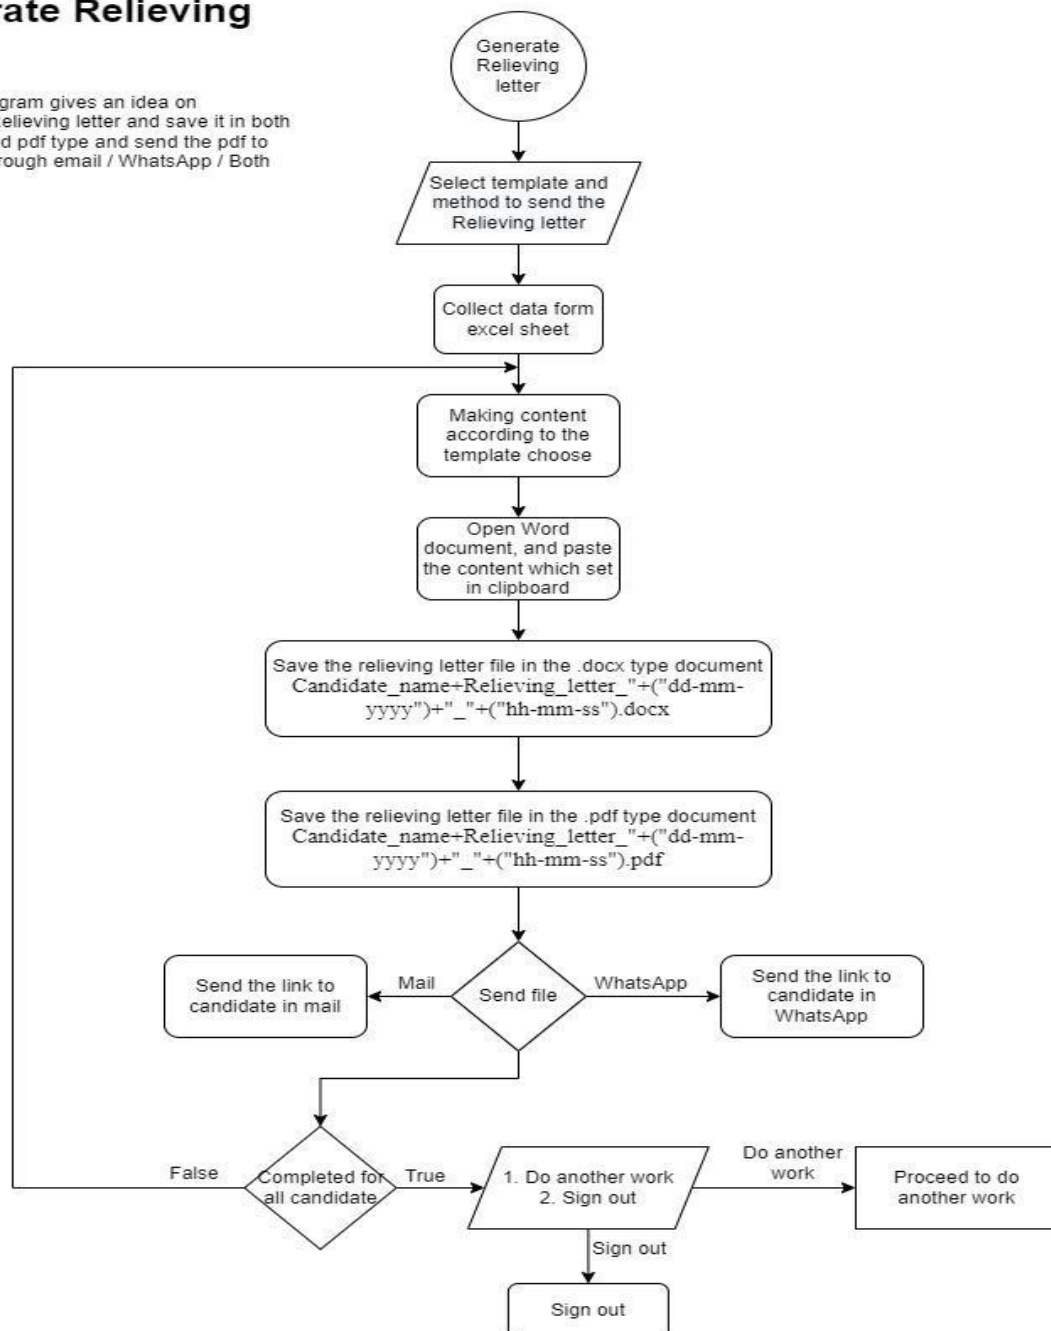 rate Relieving
gram gives an idea on
elieving letter and save it in both
d pdf type and send the pdf to
rough email / WhatsApp / Both
Generate
Relieving
letter
Select template and
method to send the
Relieving letter
Collect data form
excel sheet
Making content
according to the
template choose
Open Word
document, and paste
the content which set
in clipboard
Save the relieving letter file in the .docx type document
Candidate_name+Relieving_letter_"+("dd-mm-
yyyy")+"_"+("hh-mm-ss").docx
Save the relieving letter file in the .pdf type document
Candidate_name+Relieving_letter_"+("dd-mm-
yyyy")+"_"+("hh-mm-ss").pdf
Send the link to
candidate in mail
Mail
Send file
WhatsApp
Send the link to
candidate in
WhatsApp
False
Completed for
all candidate
True
1. Do another work
2. Sign out
Do another
work
Proceed to do
another work
Sign out
Sign out